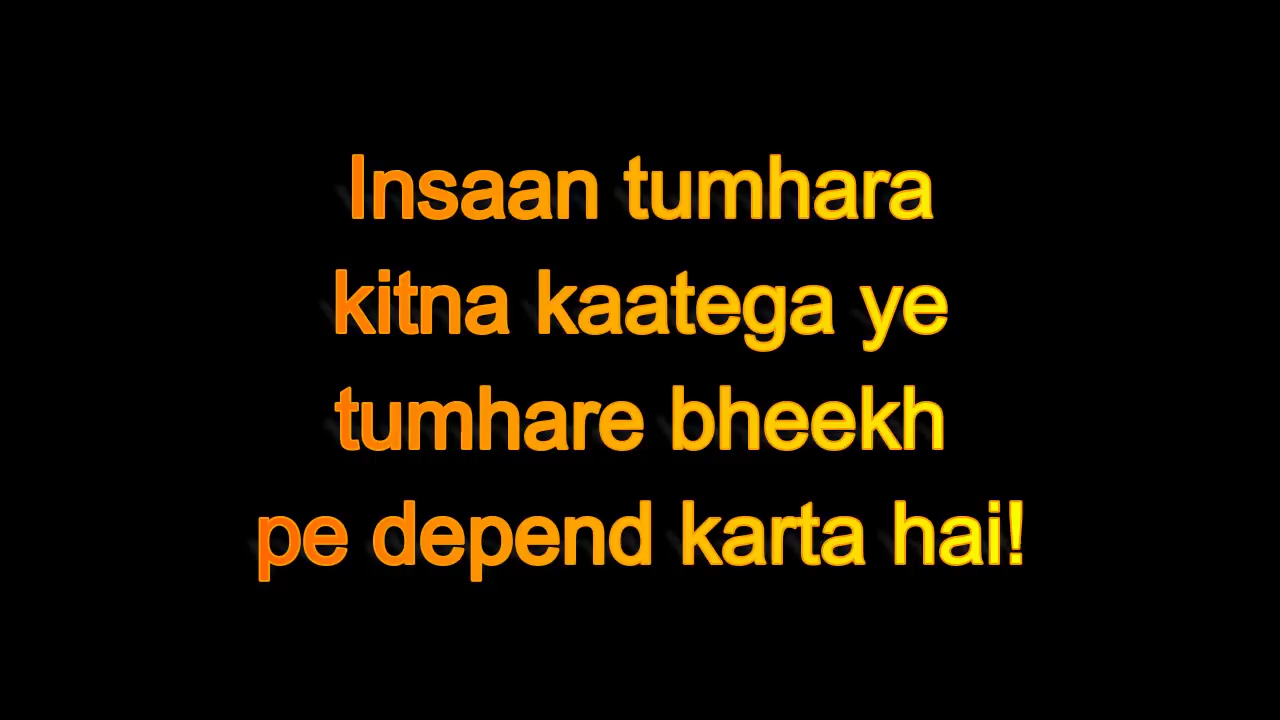 Insaan tumhara
kitna kaatega ye
tumhare bheekh
pe depend karta hai!